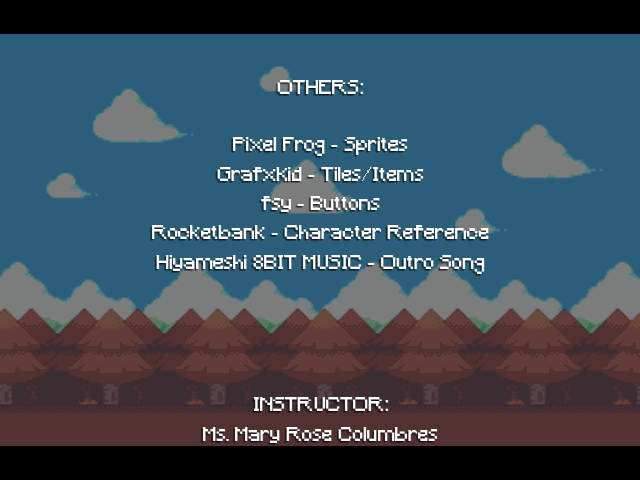 OTHERS:
Pixel Frog - Sprites
GrafxKid - Tiles/Items
fsy - Buttons
Rocketbank - Character Reference
Hiyameshi 8BIT MUSIC - Outro Song
INSTRUCTOR:
Ms. Mary Rose Columbres